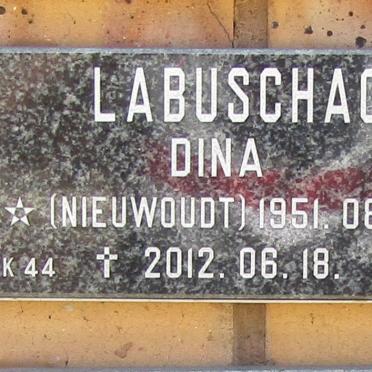 LABUSCHAG
DINA
(NIEUWOUDT) 1951. 08
K 44 † 2012. 06. 18.